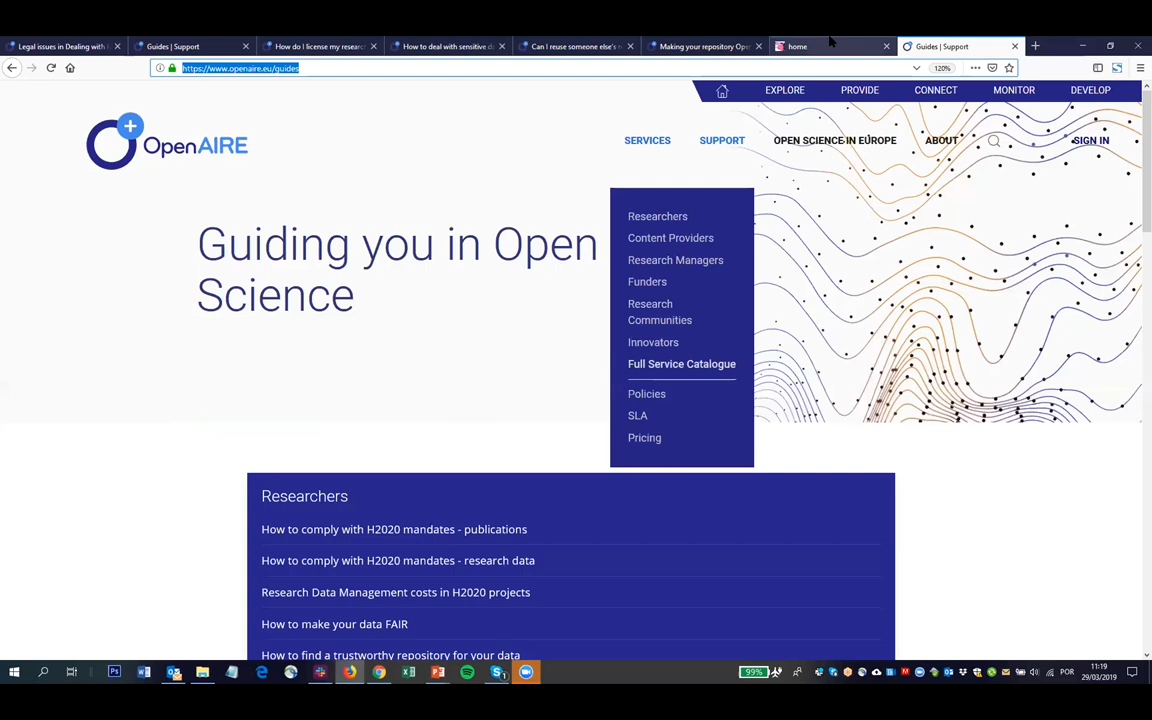 Legal issues in Dealing with
Guides | Support
How do I license my resear
How to deal with sensitive d
Can I reuse someone else's
Making your repository Ope
home
Guides | Support
https://www.openaire.eu/guides
120%
EXPLORE
PROVIDE
CONNECT
MONITOR
DEVELOP
OpenAIRE
SERVICES
SUPPORT
OPEN SCIENCE IN EUROPE
ABOUT
SIGN IN
Guiding you in Open
Science
Researchers
Content Providers
Research Managers
Funders
Research
Communities
Innovators
Full Service Catalogue
Policies
SLA
Pricing
Researchers
How to comply with H2020 mandates - publications
How to comply with H2020 mandates - research data
Research Data Management costs in H2020 projects
How to make your data FAIR
How to find a trustworthy repository for your data
99%
POR
11:19
29/03/2019